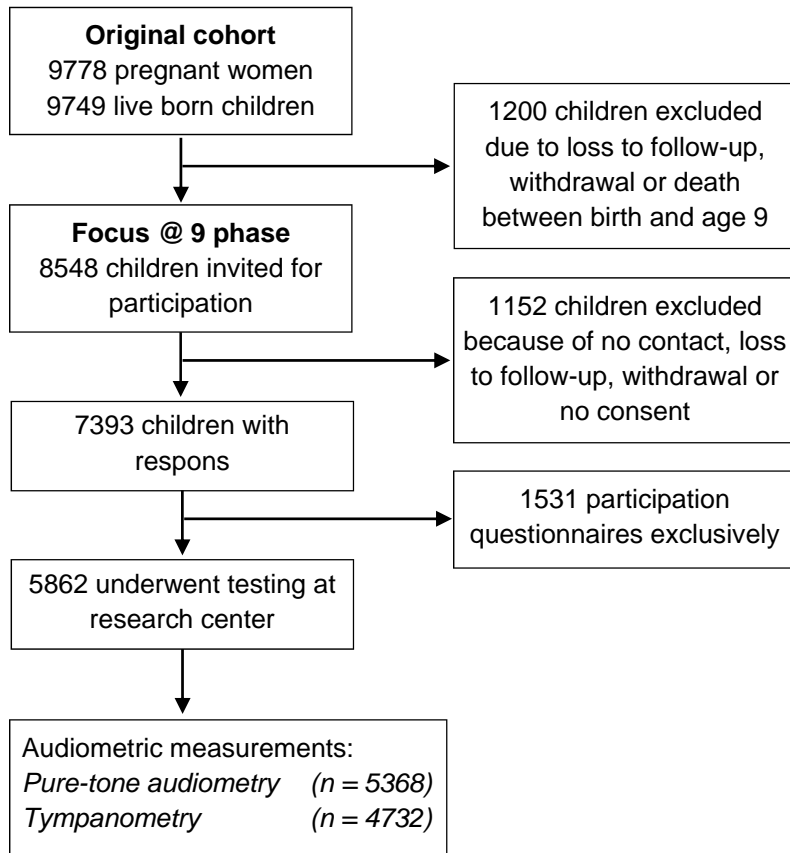 Original cohort
9778 pregnant women
9749 live born children
1200 children excluded
due to loss to follow-up,
withdrawal or death
between birth and age 9
Focus @ 9 phase
8548 children invited for
participation
1152 children excluded
because of no contact, loss
to follow-up, withdrawal or
no consent
7393 children with
respons
1531 participation
questionnaires exclusively
5862 underwent testing at
research center
Audiometric measurements:
Pure-tone audiometry (n = 5368)
Tympanometry (n = 4732)